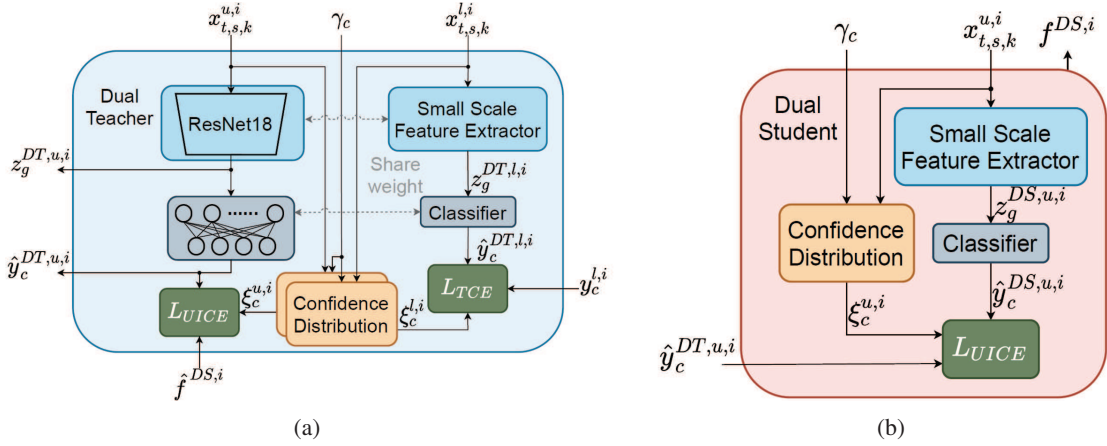 x_{t,s,k}^{u,i} γ_c x_{t,s,k}^{l,i}
Dual
Teacher
ResNet18
Small Scale
Feature Extractor
z_g^{DT,u,i}
Share
weight
z_g^{DT,l,i}
......
Classifier
ŷ_c^{DT,u,i}
ŷ_c^{DT,l,i}
L_{UICE}
ξ_c^{u,i}
Confidence
Distribution
ξ_c^{l,i}
L_{TCE}
y_c^{l,i}
f̂^{DS,i}
(a)
γ_c x_{t,s,k}^{u,i} f^{DS,i}
Dual
Student
Small Scale
Feature Extractor
z_g^{DS,u,i}
Confidence
Distribution
Classifier
ŷ_c^{DS,u,i}
ξ_c^{u,i}
L_{UICE}
ŷ_c^{DT,u,i}
(b)